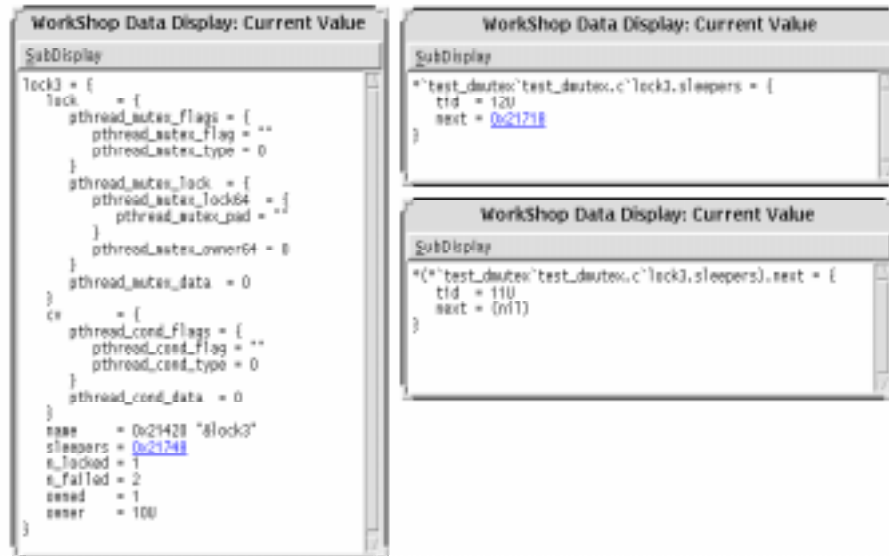 WorkShop Data Display: Current Value
SubDisplay
lock3 = {
lock = {
pthread_mutex_flags = {
pthread_mutex_flag = ""
pthread_mutex_type = 0
}
pthread_mutex_lock = {
pthread_mutex_lock64 = {
pthread_mutex_pad = ""
}
pthread_mutex_owner64 = 0
}
pthread_mutex_data = 0
}
cv = {
pthread_cond_flags = {
pthread_cond_flag = ""
pthread_cond_type = 0
}
pthread_cond_data = 0
}
name = 0x21420 "&lock3"
sleepers = 0x21748
n_locked = 1
n_failed = 2
owned = 1
owner = 10U
}
WorkShop Data Display: Current Value
SubDisplay
*`test_dmutex`test_dmutex.c`lock3.sleepers = {
tid = 12U
next = 0x21718
}
WorkShop Data Display: Current Value
SubDisplay
*(*`test_dmutex`test_dmutex.c`lock3.sleepers).next = {
tid = 11U
next = (nil)
}